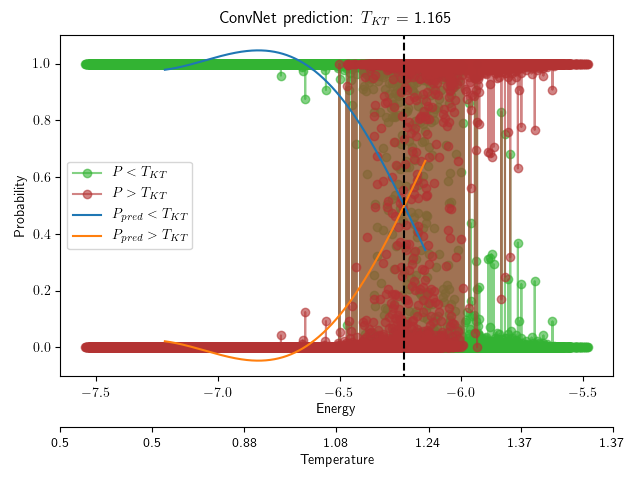 ConvNet prediction: T_{KT} = 1.165
Probability
1.0
0.8
0.6
0.4
0.2
0.0
P < T_{KT}
P > T_{KT}
P_{pred} < T_{KT}
P_{pred} > T_{KT}
−7.5 −7.0 −6.5 −6.0 −5.5
Energy
0.5 0.5 0.88 1.08 1.24 1.37 1.37
Temperature